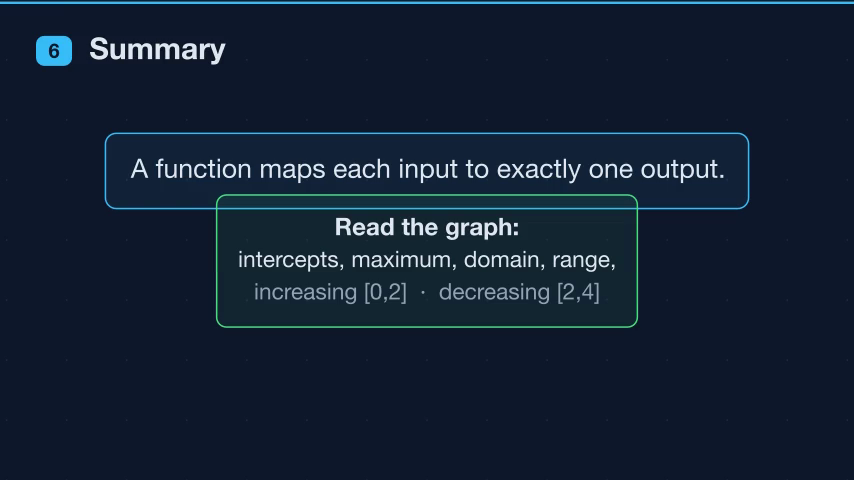 6 Summary
A function maps each input to exactly one output.
Read the graph:
intercepts, maximum, domain, range,
increasing [0,2] · decreasing [2,4]